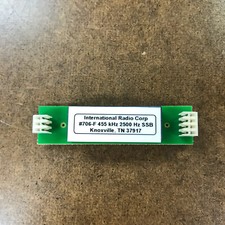 International Radio Corp
#706-F 455 kHz 2500 Hz SSB
Knoxville, TN 37917